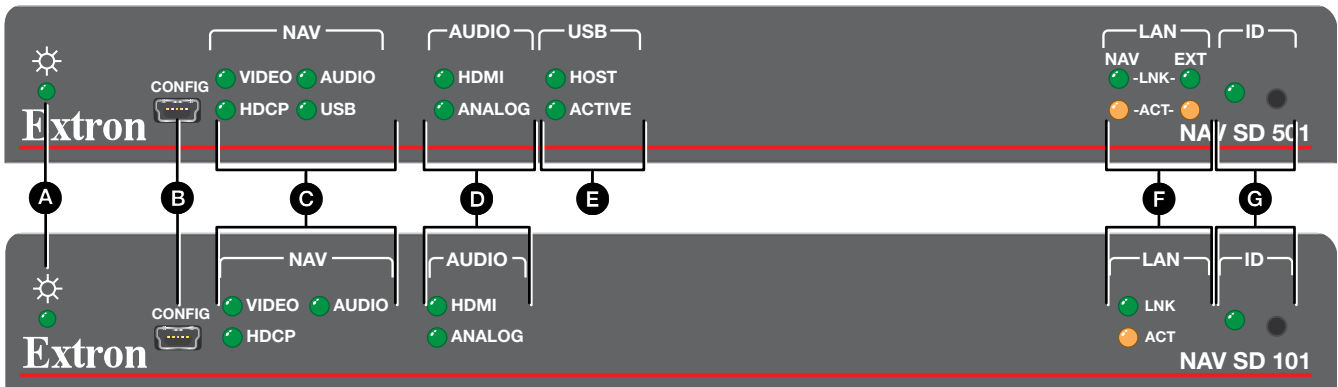 NAV AUDIO USB LAN ID
CONFIG VIDEO AUDIO HDMI HOST NAV EXT
-LNK-
HDCP USB ANALOG ACTIVE -ACT-
Extron NAV SD 501
A B C D E F G
NAV AUDIO LAN ID
CONFIG VIDEO AUDIO HDMI LNK
HDCP ANALOG ACT
Extron NAV SD 101